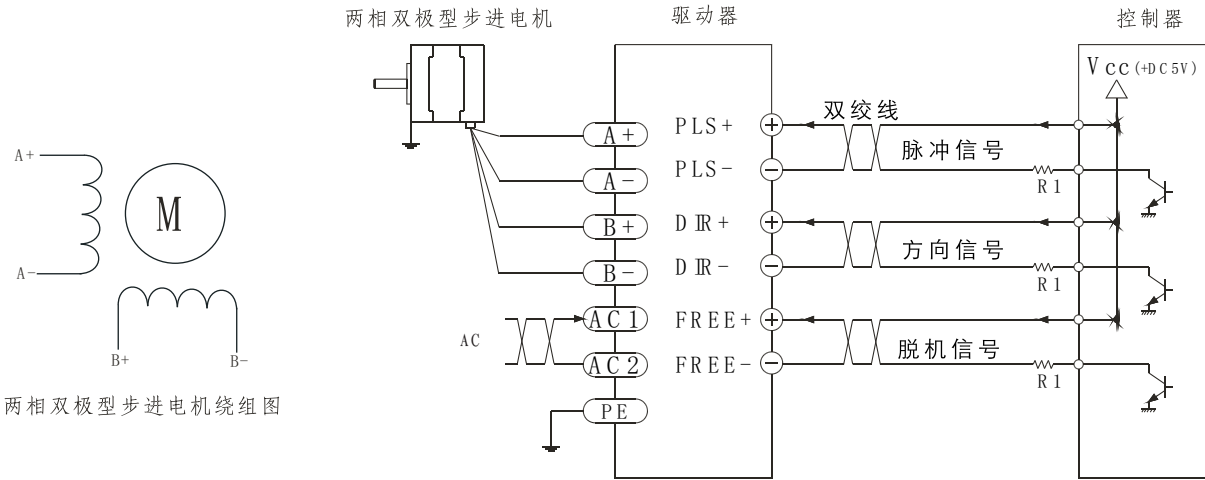 两相双极型步进电机
驱动器
控制器
Vcc(+DC5V)
双绞线
A+
PLS+
脉冲信号
A-
PLS-
R1
B+
DIR+
方向信号
B-
DIR-
R1
AC
AC1
FREE+
脱机信号
AC2
FREE-
R1
PE
A+
M
A-
B+
B-
两相双极型步进电机绕组图